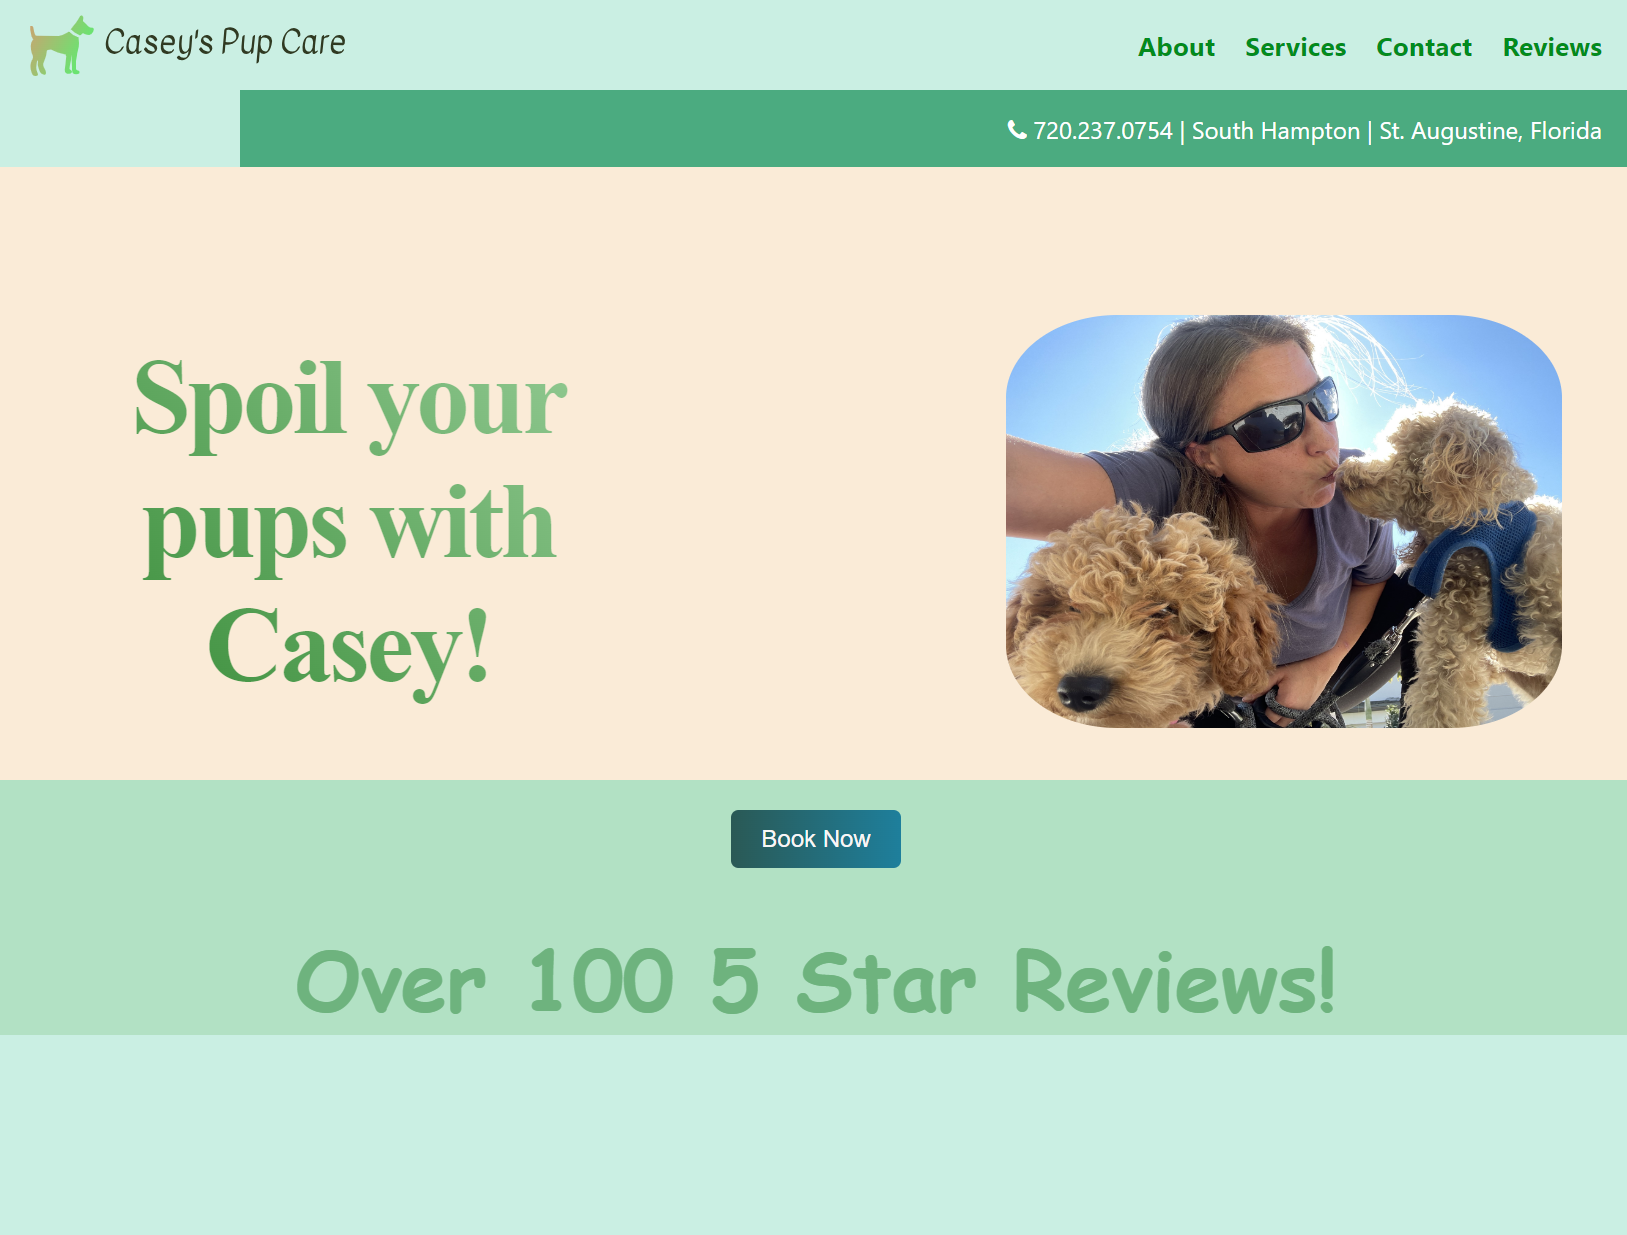 Casey's Pup Care
About Services Contact Reviews
720.237.0754 | South Hampton | St. Augustine, Florida
Spoil your
pups with
Casey!
Book Now
Over 100 5 Star Reviews!